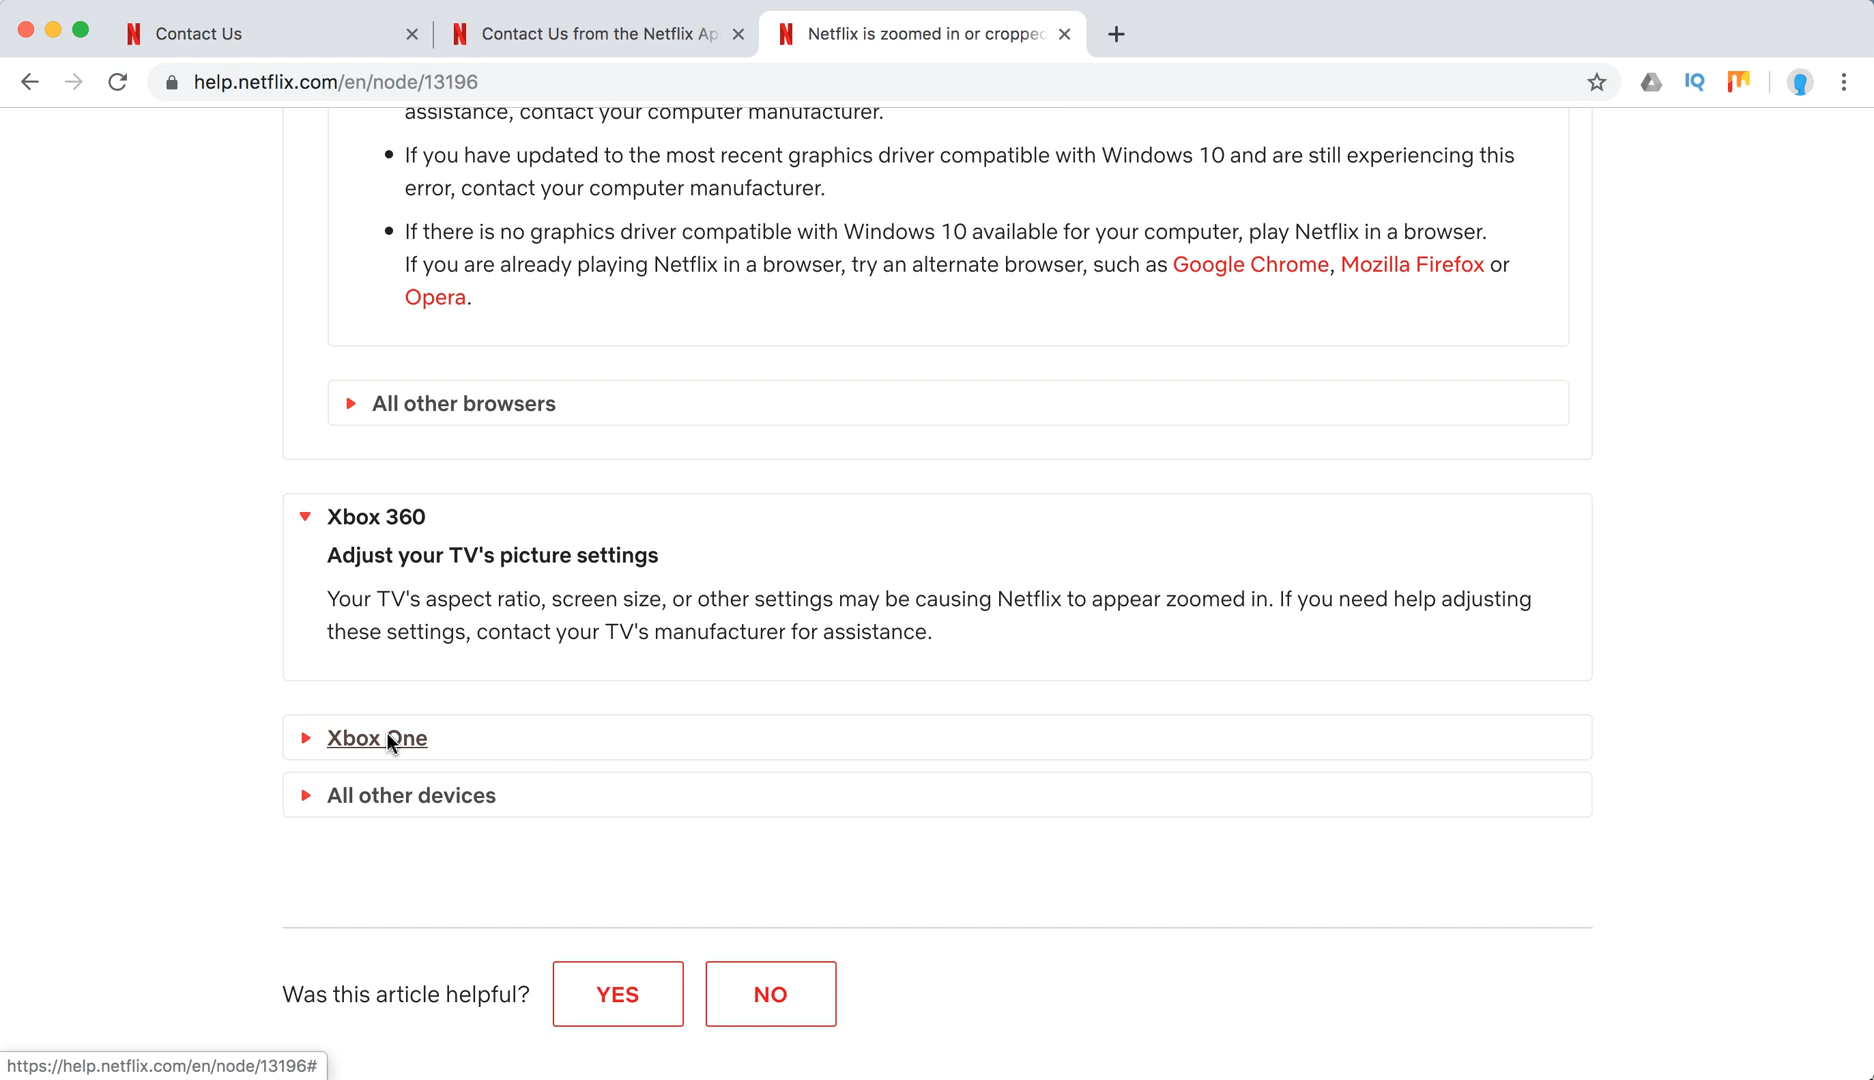 Contact Us
Contact Us from the Netflix Ap
Netflix is zoomed in or cropped
help.netflix.com/en/node/13196
IQ
assistance, contact your computer manufacturer.
If you have updated to the most recent graphics driver compatible with Windows 10 and are still experiencing this
error, contact your computer manufacturer.
If there is no graphics driver compatible with Windows 10 available for your computer, play Netflix in a browser.
If you are already playing Netflix in a browser, try an alternate browser, such as Google Chrome, Mozilla Firefox or
Opera.
All other browsers
Xbox 360
Adjust your TV's picture settings
Your TV's aspect ratio, screen size, or other settings may be causing Netflix to appear zoomed in. If you need help adjusting
these settings, contact your TV's manufacturer for assistance.
Xbox One
All other devices
Was this article helpful? YES NO
https://help.netflix.com/en/node/13196#